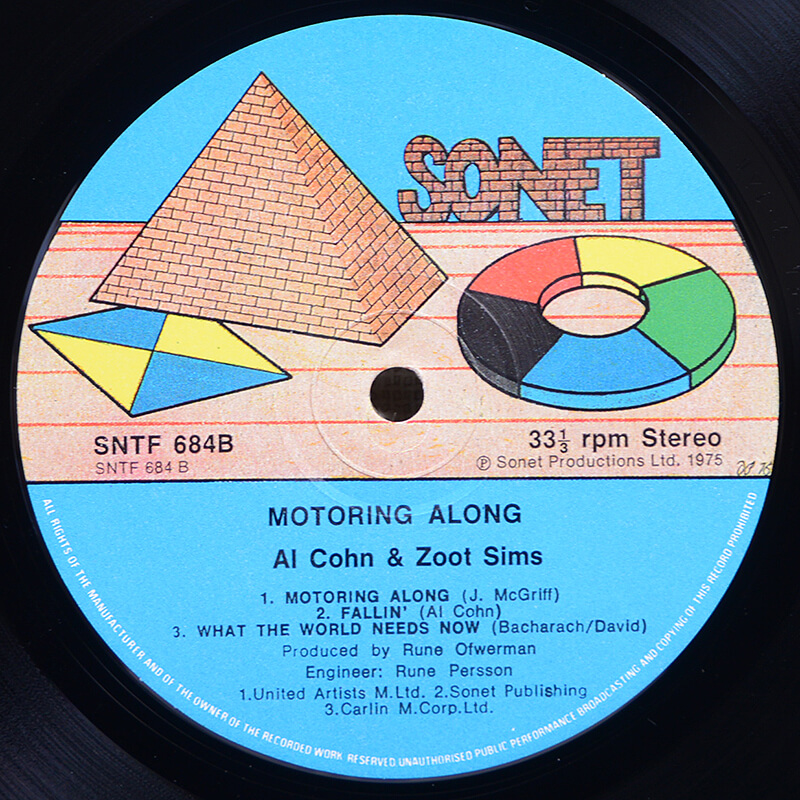 SONET
SNTF 684B
SNTF 684 B
33⅓ rpm Stereo
℗ Sonet Productions Ltd. 1975
MOTORING ALONG
Al Cohn & Zoot Sims
1. MOTORING ALONG (J. McGriff)
2. FALLIN' (Al Cohn)
3. WHAT THE WORLD NEEDS NOW (Bacharach/David)
Produced by Rune Ofwerman
Engineer: Rune Persson
1.United Artists M.Ltd. 2.Sonet Publishing
3.Carlin M.Corp.Ltd.
ALL RIGHTS OF THE MANUFACTURER AND OF THE OWNER OF THE RECORDED WORK RESERVED. UNAUTHORISED PUBLIC PERFORMANCE BROADCASTING AND COPYING OF THIS RECORD PROHIBITED